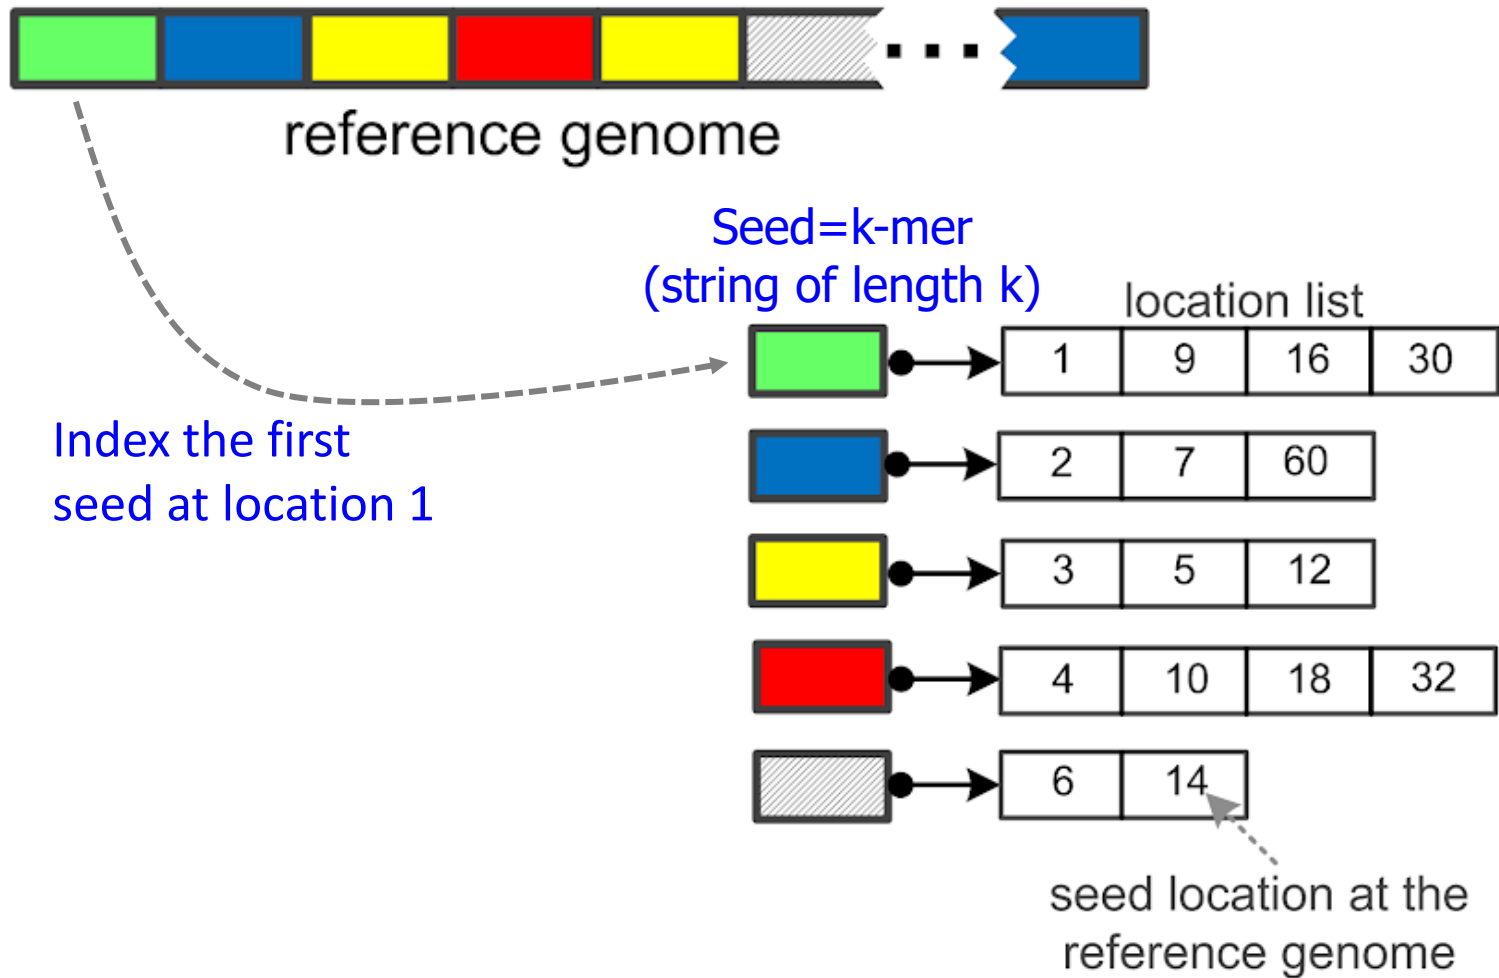 reference genome
Seed=k-mer
(string of length k)
location list
1 9 16 30
Index the first
seed at location 1
2 7 60
3 5 12
4 10 18 32
6 14
seed location at the
reference genome